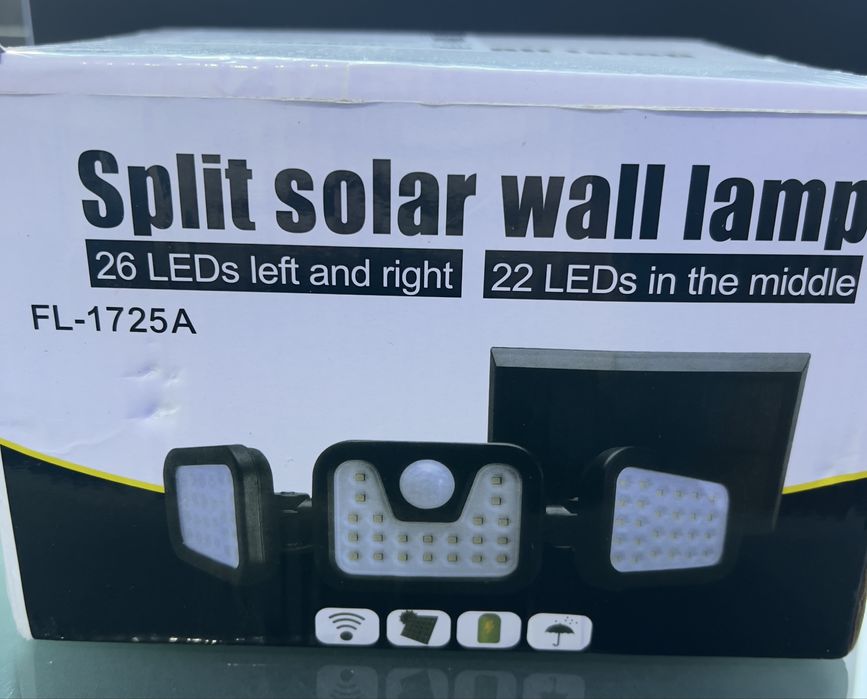 Split solar wall lamp
26 LEDs left and right 22 LEDs in the middle
FL-1725A